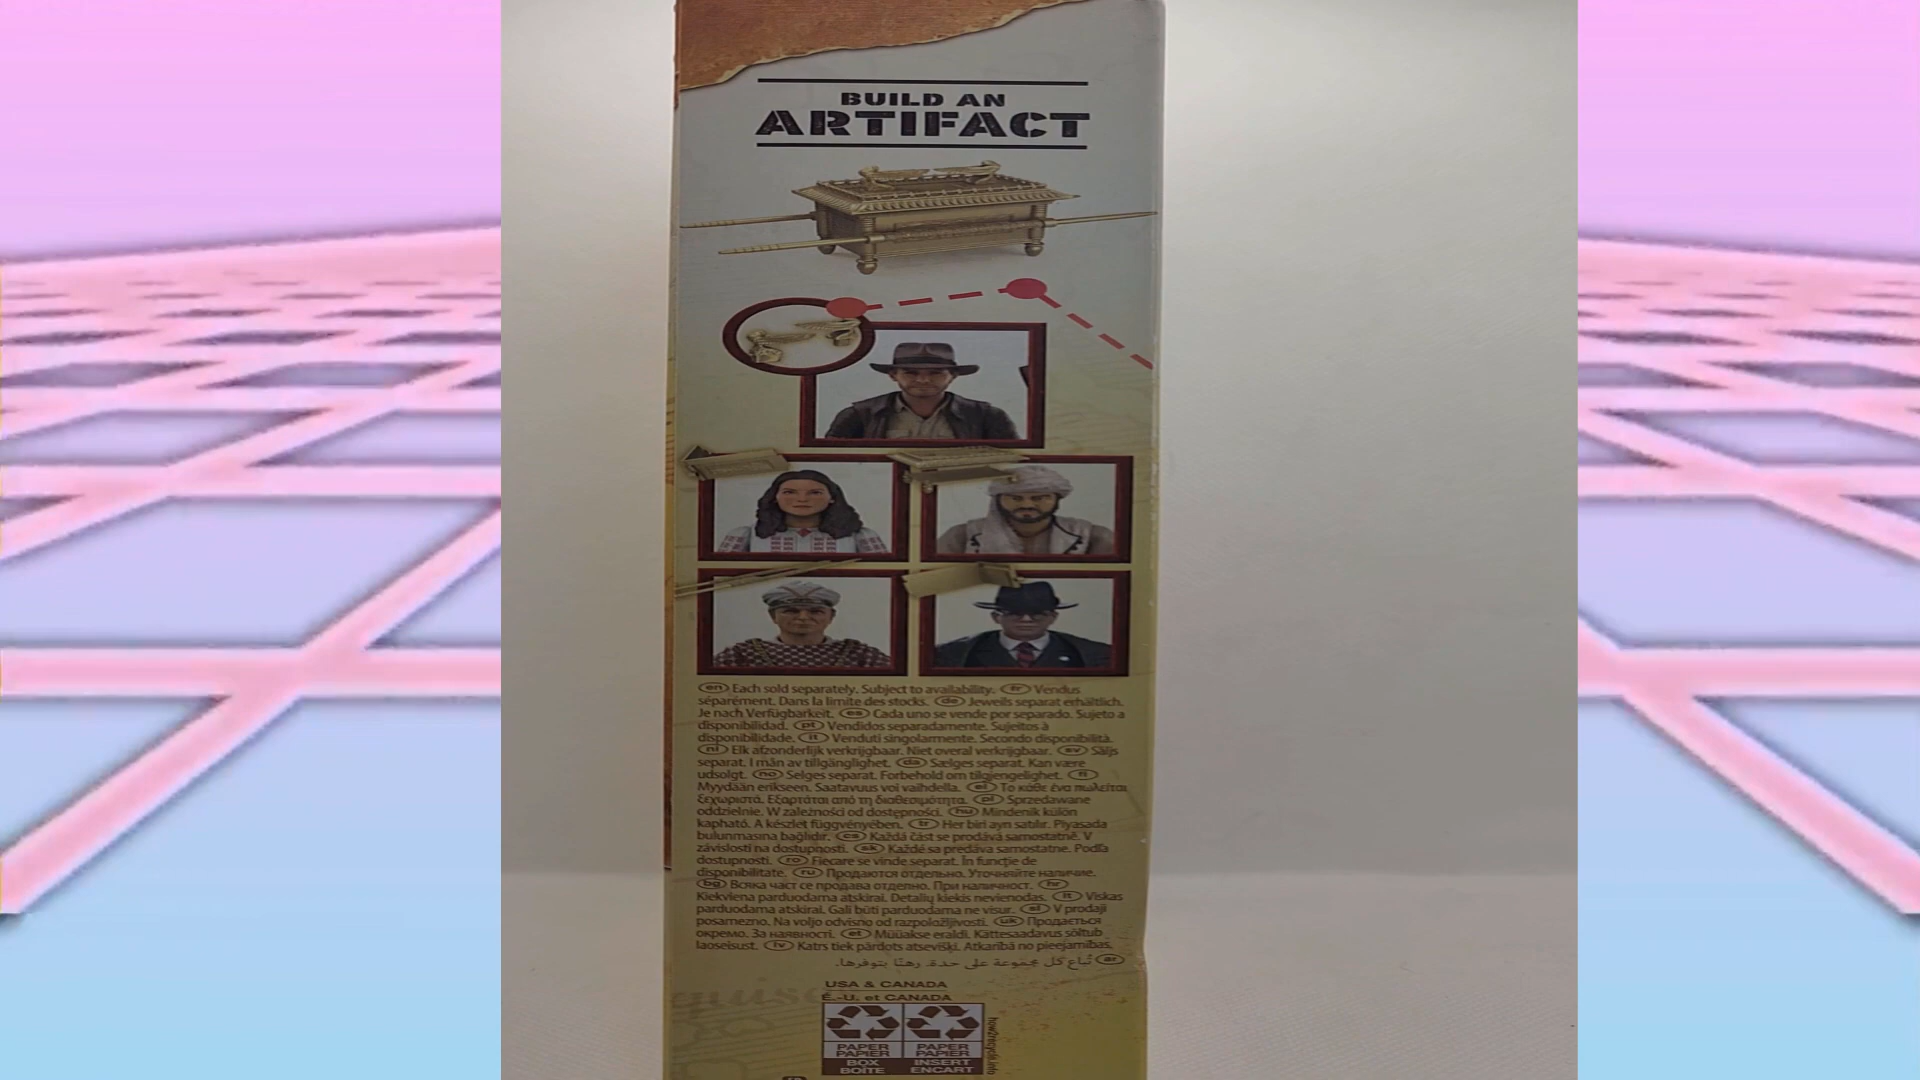 BUILD AN
ARTIFACT
en Each sold separately. Subject to availability. fr Vendus
séparément. Dans la limite des stocks. de Jeweils separat erhältlich.
Je nach Verfügbarkeit. es Cada uno se vende por separado. Sujeto a
disponibilidad. pt Vendidos separadamente. Sujeitos à
disponibilidade. it Venduti singolarmente. Secondo disponibilità.
nl Elk afzonderlijk verkrijgbaar. Niet overal verkrijgbaar. sv Säljs
separat. I mån av tillgänglighet. da Sælges separat. Kan være
udsolgt. no Selges separat. Forbehold om tilgjengelighet. fi
Myydään erikseen. Saatavuus voi vaihdella. el Το κάθε ένα πωλείται
ξεχωριστά. Εξαρτάται από τη διαθεσιμότητα. pl Sprzedawane
oddzielnie. W zależności od dostępności. hu Mindenik külön
kapható. A készlet függvényében. tr Her biri ayrı satılır. Piyasada
bulunmasına bağlıdır. cs Každá část se prodává samostatně. V
závislosti na dostupnosti. sk Každé sa predáva samostatne. Podľa
dostupnosti. ro Fiecare se vinde separat. În funcție de
disponibilitate. ru Продаются отдельно. Уточняйте наличие.
bg Всяка част се продава отделно. При наличност. hr
Kiekviena parduodama atskirai. Detalių kiekis nevienodas. lt Viskas
parduodama atskirai. Gali būti parduodama ne visur. sl V prodaji
posamezno. Na voljo odvisno od razpoložljivosti. uk Продається
окремо. За наявності. et Müüakse eraldi. Kättesaadavus sõltub
laoseisust. lv Katrs tiek pārdots atsevišķi. Atkarībā no pieejamības.
ar تُباع كل مجموعة على حدة. رهنًا بتوفرها.
USA & CANADA
É.-U. et CANADA
PAPER PAPER
PAPIER PAPIER
BOX INSERT
BOÎTE ENCART
how2recycle.info